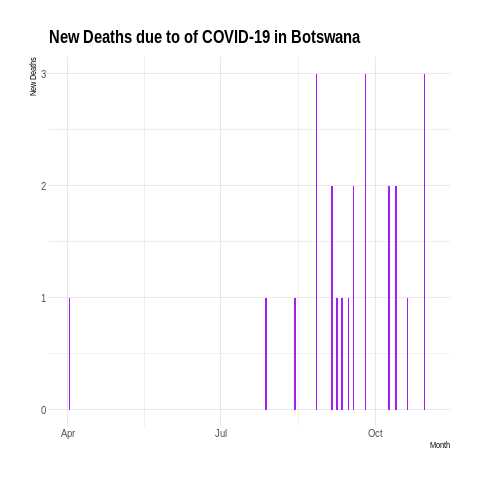 New Deaths due to of COVID-19 in Botswana
New Deaths
3
2
1
0
Apr Jul Oct
Month